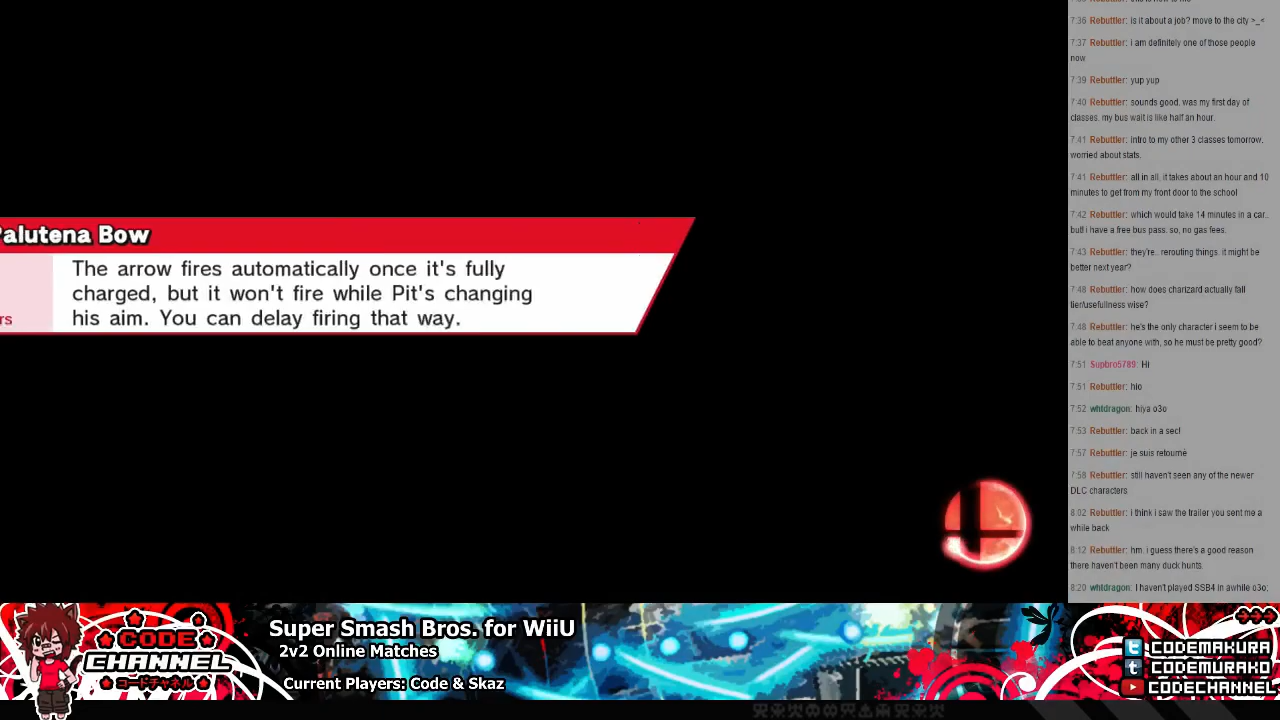 Palutena Bow
The arrow fires automatically once it's fully
charged, but it won't fire while Pit's changing
his aim. You can delay firing that way.
rs
7:36 Rebuttler: is it about a job? move to the city >_<
7:37 Rebuttler: i am definitely one of those people
now
7:39 Rebuttler: yup yup
7:40 Rebuttler: sounds good. was my first day of
classes. my bus wait is like half an hour.
7:41 Rebuttler: intro to my other 3 classes tomorrow.
worried about stats.
7:41 Rebuttler: all in all, it takes about an hour and 10
minutes to get from my front door to the school
7:42 Rebuttler: which would take 14 minutes in a car..
but! i have a free bus pass. so, no gas fees.
7:43 Rebuttler: they're.. rerouting things. it might be
better next year?
7:48 Rebuttler: how does charizard actually fall
tier/usefullness wise?
7:48 Rebuttler: he's the only character i seem to be
able to beat anyone with, so he must be pretty good?
7:51 Supbro5789: Hi
7:51 Rebuttler: hio
7:52 whldragon: hiya o3o
7:53 Rebuttler: back in a sec!
7:57 Rebuttler: je suis retourné
7:58 Rebuttler: still haven't seen any of the newer
DLC characters
8:02 Rebuttler: i think i saw the trailer you sent me a
while back
8:12 Rebuttler: hm. i guess there's a good reason
there haven't been many duck hunts.
8:20 whldragon: I haven't played SSB4 in awhile o3o;
CODE
CHANNEL
コードチャンネル
Super Smash Bros. for WiiU
2v2 Online Matches
Current Players: Code & Skaz
CODEMAKURA
CODEMURAKO
CODECHANNEL